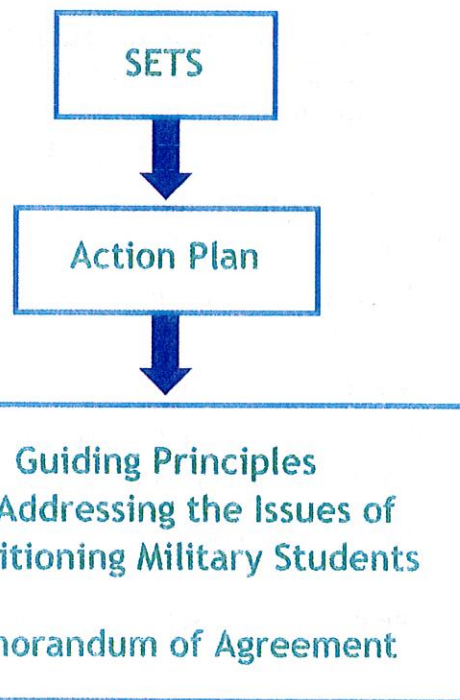 SETS
Action Plan
Guiding Principles
Addressing the Issues of
itioning Military Students
norandum of Agreement